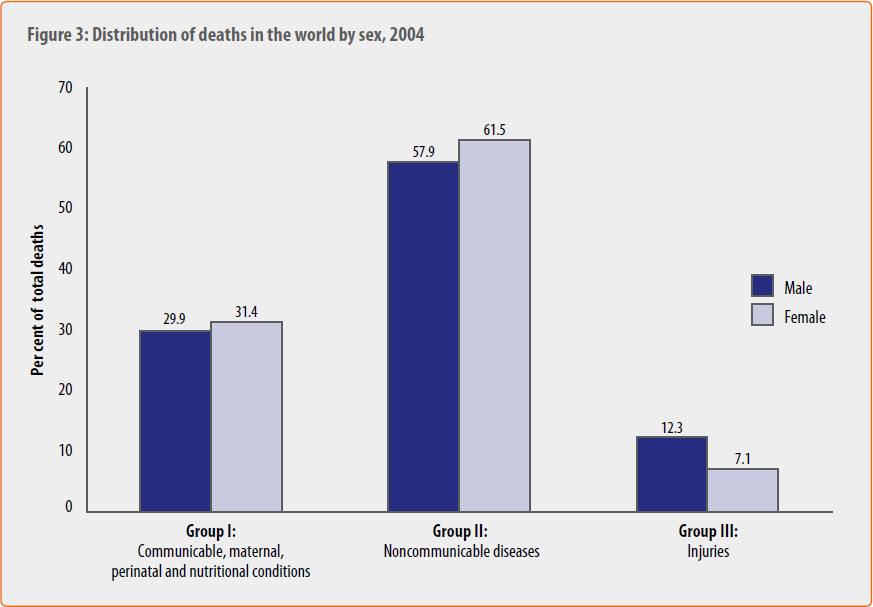 Figure 3: Distribution of deaths in the world by sex, 2004
70
60
50
40
30
20
10
0
Per cent of total deaths
29.9
31.4
57.9
61.5
12.3
7.1
Male
Female
Group I:
Communicable, maternal,
perinatal and nutritional conditions
Group II:
Noncommunicable diseases
Group III:
Injuries